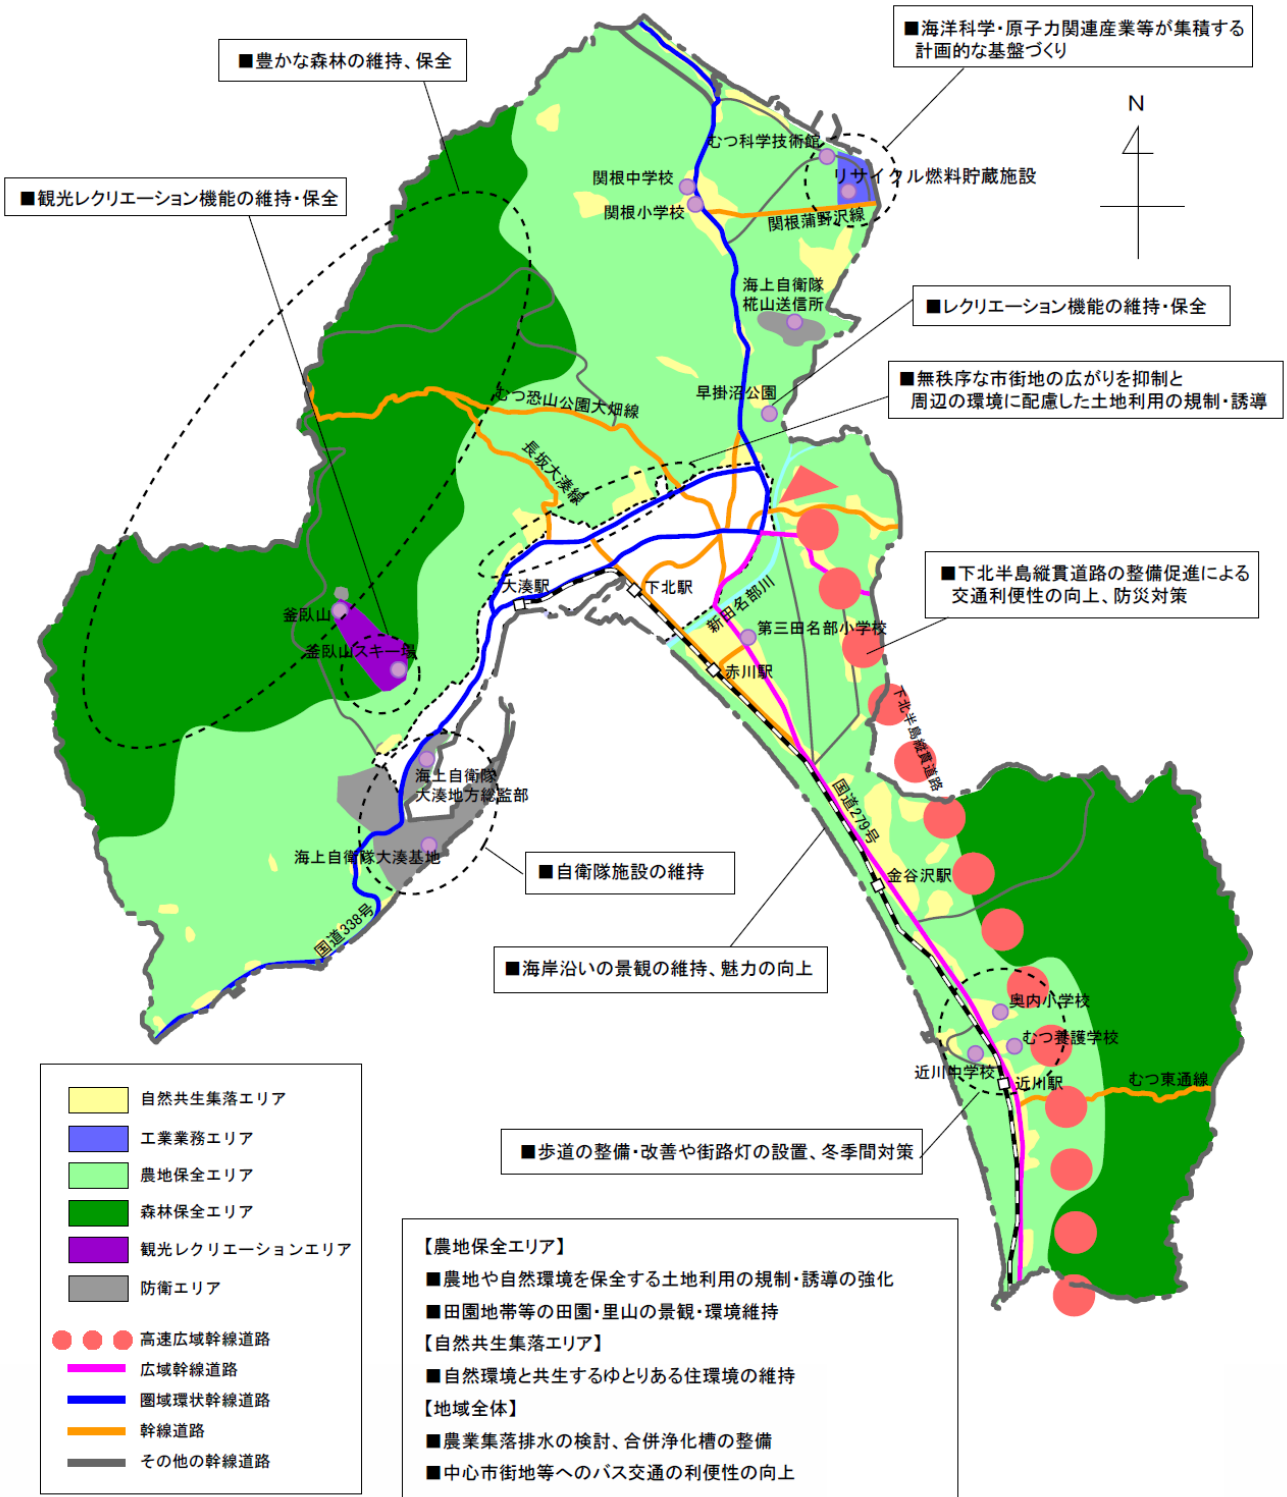 ■海洋科学・原子力関連産業等が集積する
計画的な基盤づくり
■豊かな森林の維持、保全
N
むつ科学技術館
リサイクル燃料貯蔵施設
関根中学校
関根小学校
関根蒲野沢線
■観光レクリエーション機能の維持・保全
海上自衛隊
椛山送信所
■レクリエーション機能の維持・保全
■無秩序な市街地の広がりを抑制と
周辺の環境に配慮した土地利用の規制・誘導
早掛沼公園
むつ恐山公園大畑線
長坂大湊線
大湊駅
下北駅
■下北半島縦貫道路の整備促進による
交通利便性の向上、防災対策
新田名部川
第三田名部小学校
釜臥山
釜臥山スキー場
赤川駅
下北半島縦貫道路
海上自衛隊
大湊地方総監部
国道279号
海上自衛隊大湊基地
■自衛隊施設の維持
金谷沢駅
国道338号
■海岸沿いの景観の維持、魅力の向上
奥内小学校
むつ養護学校
近川中学校
近川駅
むつ東通線
■歩道の整備・改善や街路灯の設置、冬季間対策
自然共生集落エリア
工業業務エリア
農地保全エリア
森林保全エリア
観光レクリエーションエリア
防衛エリア
高速広域幹線道路
広域幹線道路
圏域環状幹線道路
幹線道路
その他の幹線道路
【農地保全エリア】
■農地や自然環境を保全する土地利用の規制・誘導の強化
■田園地帯等の田園・里山の景観・環境維持
【自然共生集落エリア】
■自然環境と共生するゆとりある住環境の維持
【地域全体】
■農業集落排水の検討、合併浄化槽の整備
■中心市街地等へのバス交通の利便性の向上